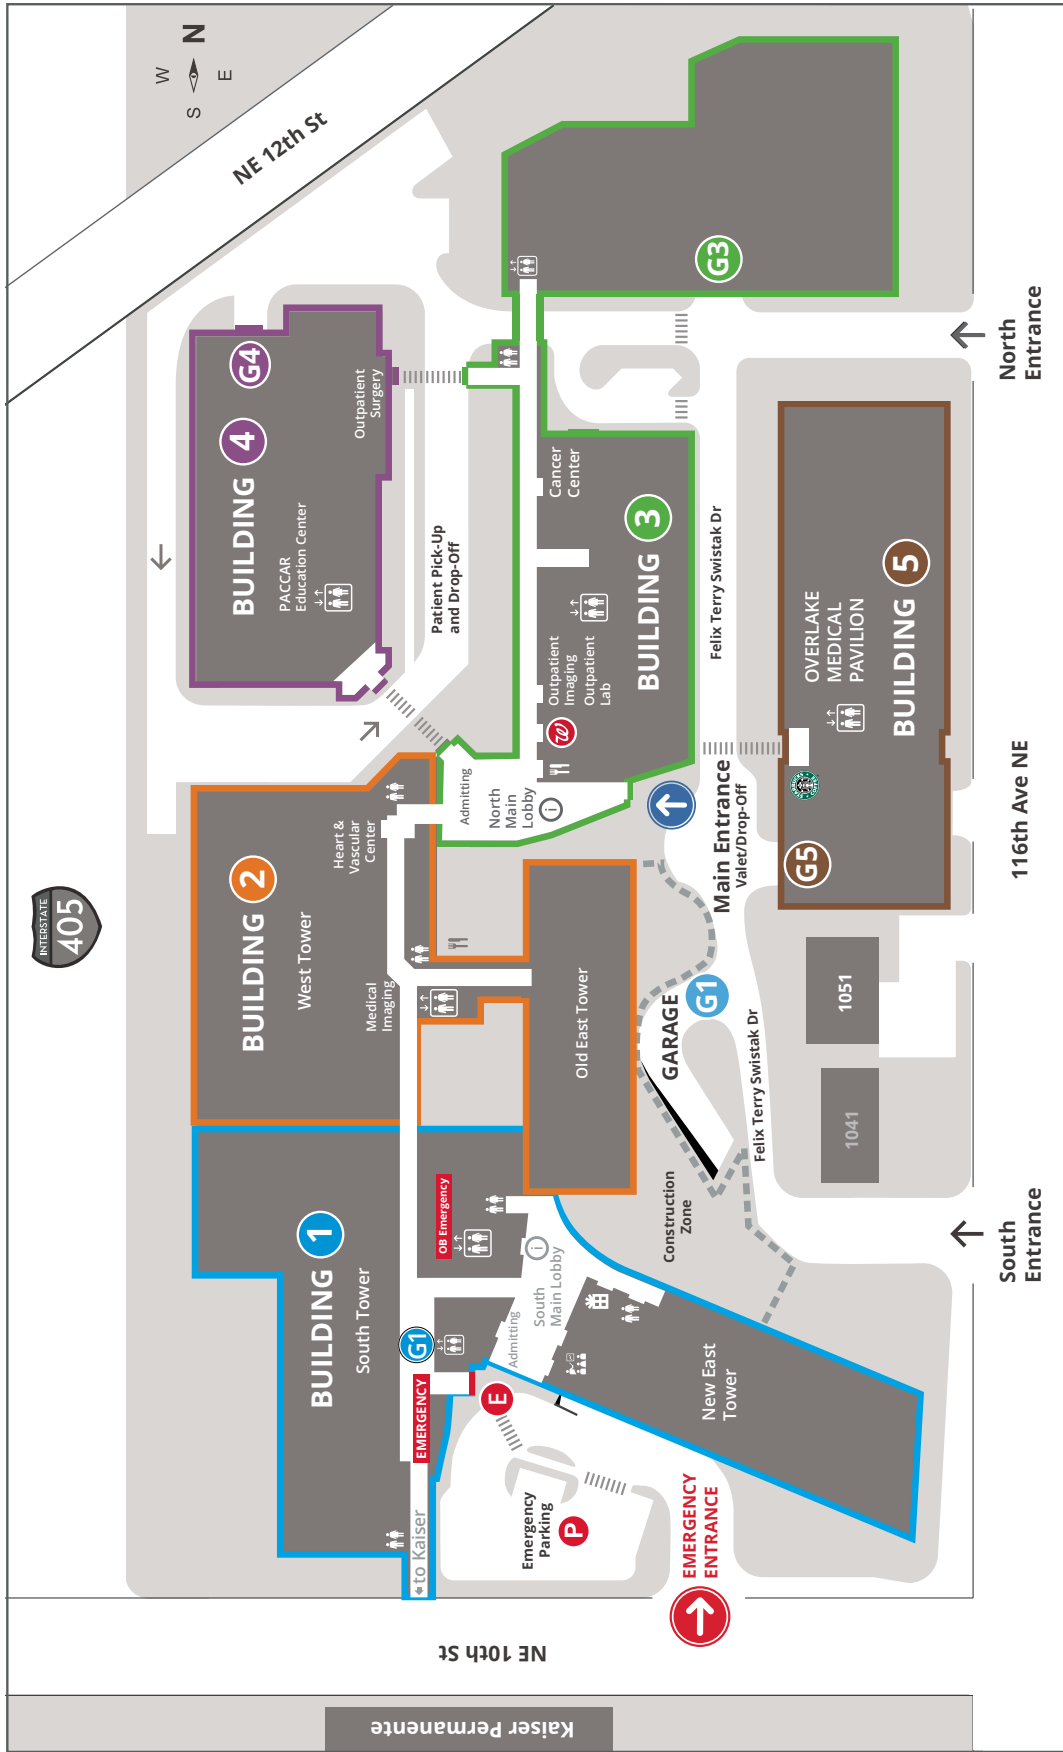 W
N
S
E
NE 12th St
INTERSTATE
405
BUILDING 4
G4
PACCAR
Education Center
Outpatient
Surgery
Patient Pick-Up
and Drop-Off
G3
North
Entrance
BUILDING 3
Cancer
Center
Outpatient
Imaging
Outpatient
Lab
W
Admitting
North
Main
Lobby
i
Felix Terry Swistak Dr
Main Entrance
Valet/Drop-Off
BUILDING 5
OVERLAKE
MEDICAL
PAVILION
G5
116th Ave NE
BUILDING 2
West Tower
Heart &
Vascular
Center
Medical
Imaging
Old East Tower
GARAGE G1
Felix Terry Swistak Dr
1051
1041
Construction
Zone
South
Entrance
BUILDING 1
South Tower
OB Emergency
G1
EMERGENCY
i
South
Main Lobby
Admitting
New East
Tower
E
Emergency
Parking
P
EMERGENCY
ENTRANCE
to Kaiser
NE 10th St
Kaiser Permanente